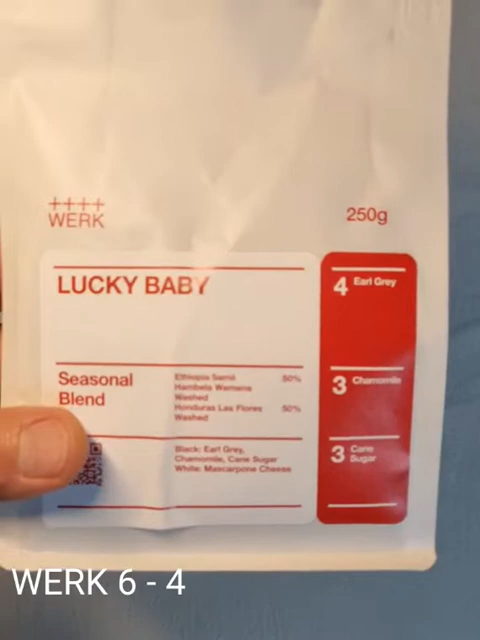 ++++
WERK
250g
LUCKY BABY
4 Earl Grey
Seasonal
Blend
Ethiopia Semii 50%
Hambela Wamena
Washed
Honduras Las Flores 50%
Washed
3 Chamomile
Black: Earl Grey,
Chamomile, Cane Sugar
White: Mascarpone Cheese
3 Cane
Sugar
WERK 6 - 4